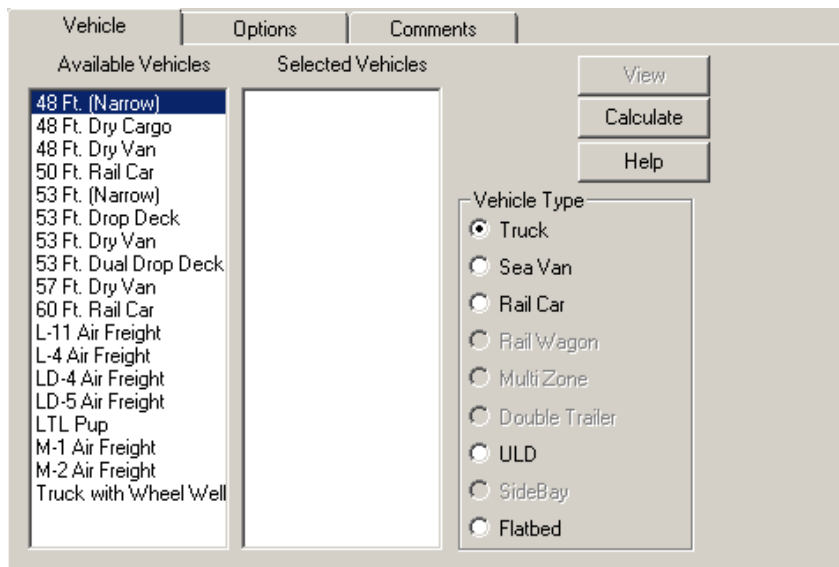 Vehicle
Options
Comments
Available Vehicles
Selected Vehicles
48 Ft. (Narrow)
48 Ft. Dry Cargo
48 Ft. Dry Van
50 Ft. Rail Car
53 Ft. (Narrow)
53 Ft. Drop Deck
53 Ft. Dry Van
53 Ft. Dual Drop Deck
57 Ft. Dry Van
60 Ft. Rail Car
L-11 Air Freight
L-4 Air Freight
LD-4 Air Freight
LD-5 Air Freight
LTL Pup
M-1 Air Freight
M-2 Air Freight
Truck with Wheel Well
View
Calculate
Help
Vehicle Type
Truck
Sea Van
Rail Car
Rail Wagon
Multi Zone
Double Trailer
ULD
SideBay
Flatbed